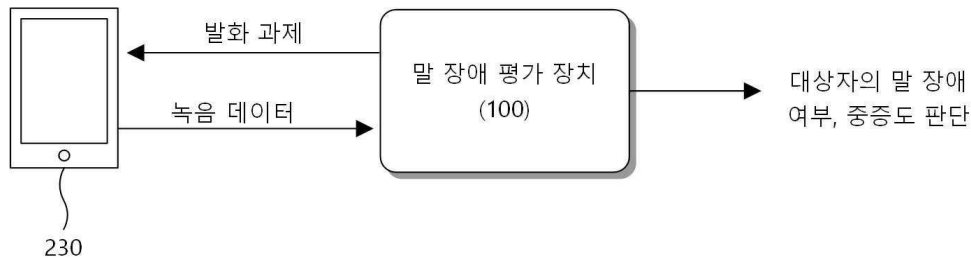 발화 과제
녹음 데이터
230
말 장애 평가 장치
(100)
대상자의 말 장애
여부, 중증도 판단